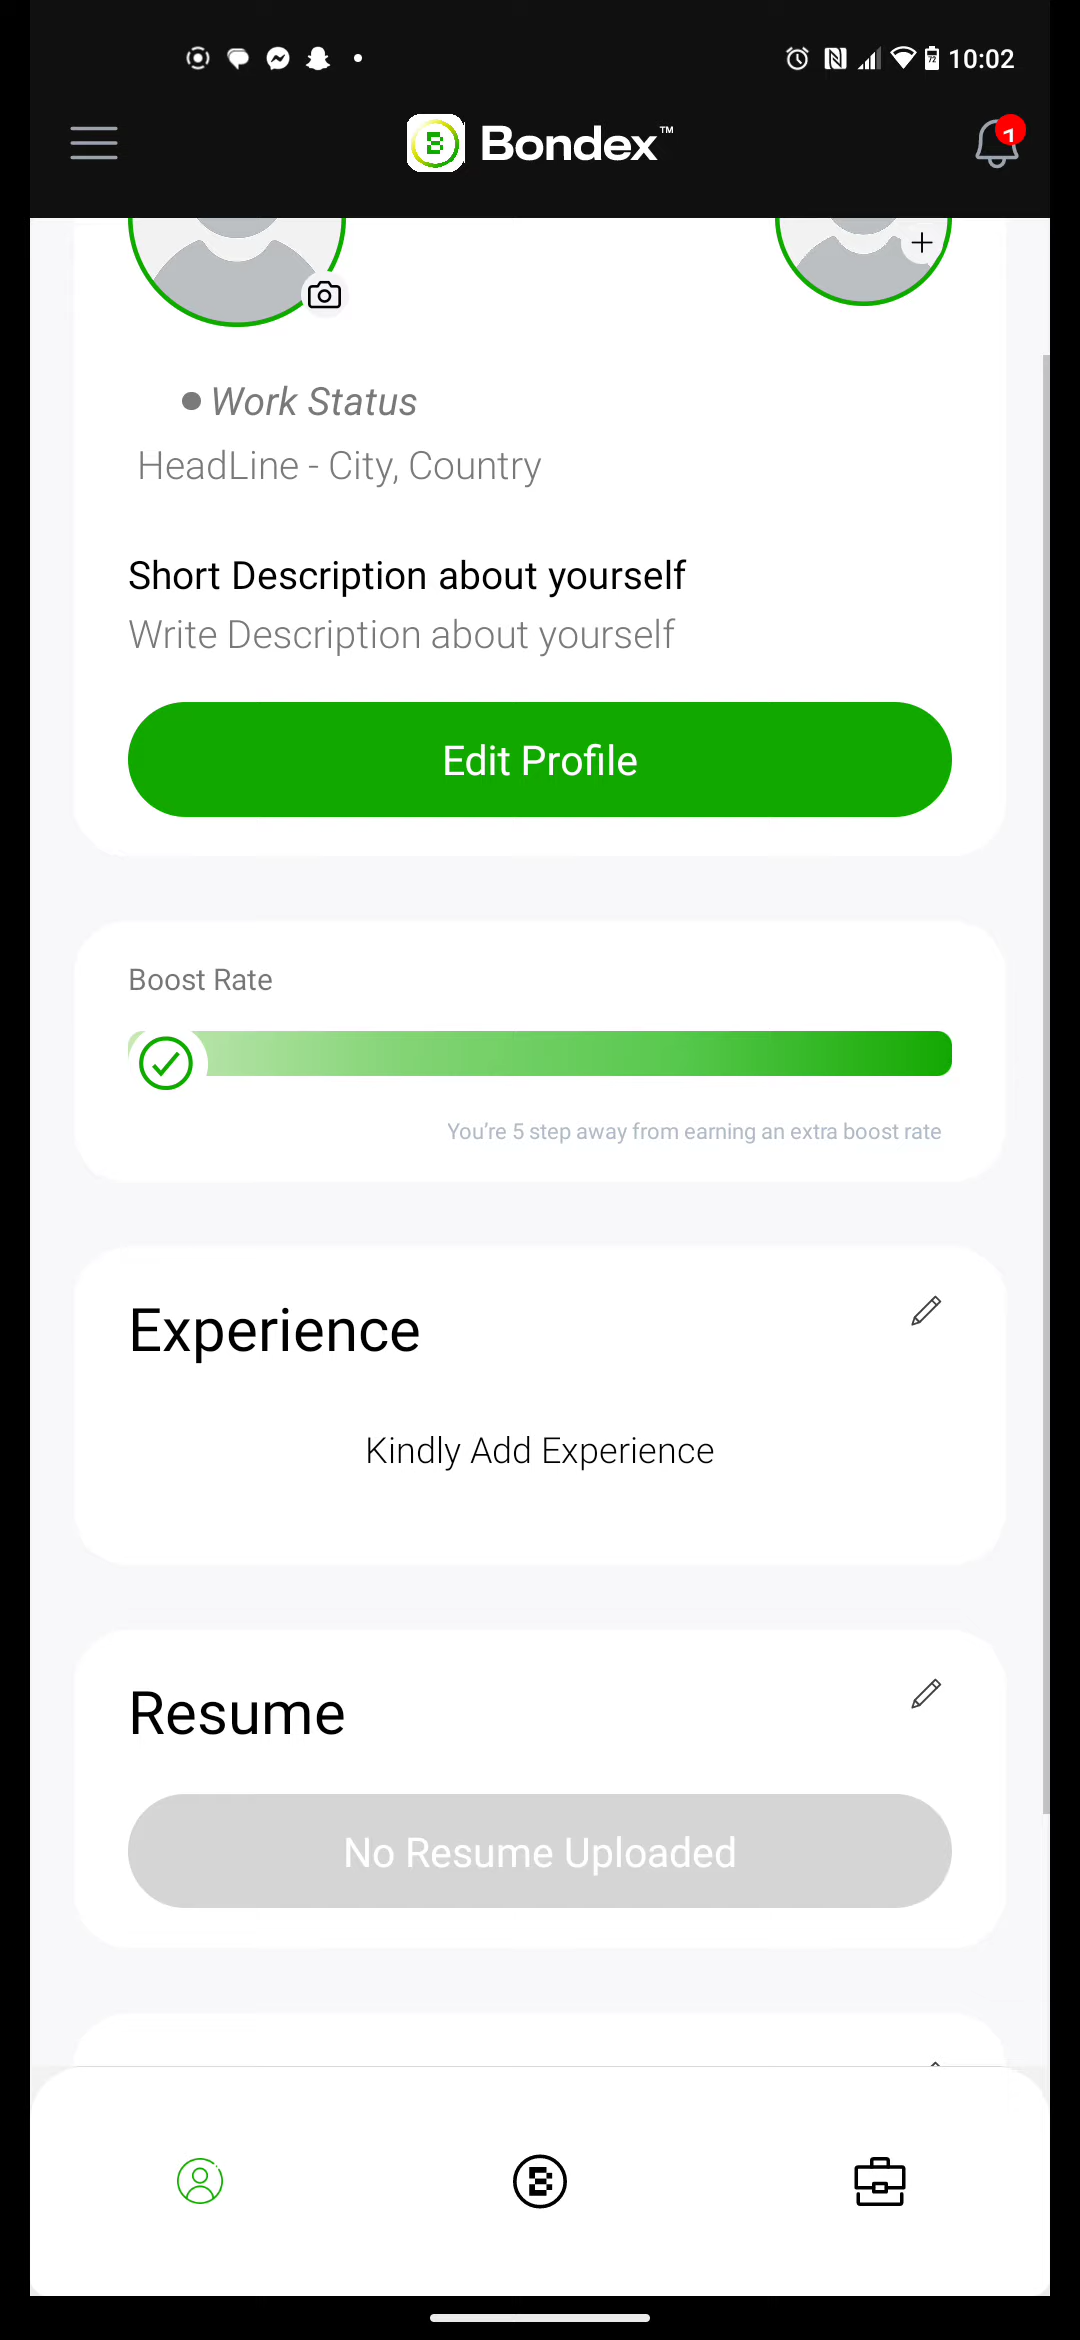 10:02
Bondex™
1
Work Status
HeadLine - City, Country
Short Description about yourself
Write Description about yourself
Edit Profile
Boost Rate
You're 5 step away from earning an extra boost rate
Experience
Kindly Add Experience
Resume
No Resume Uploaded